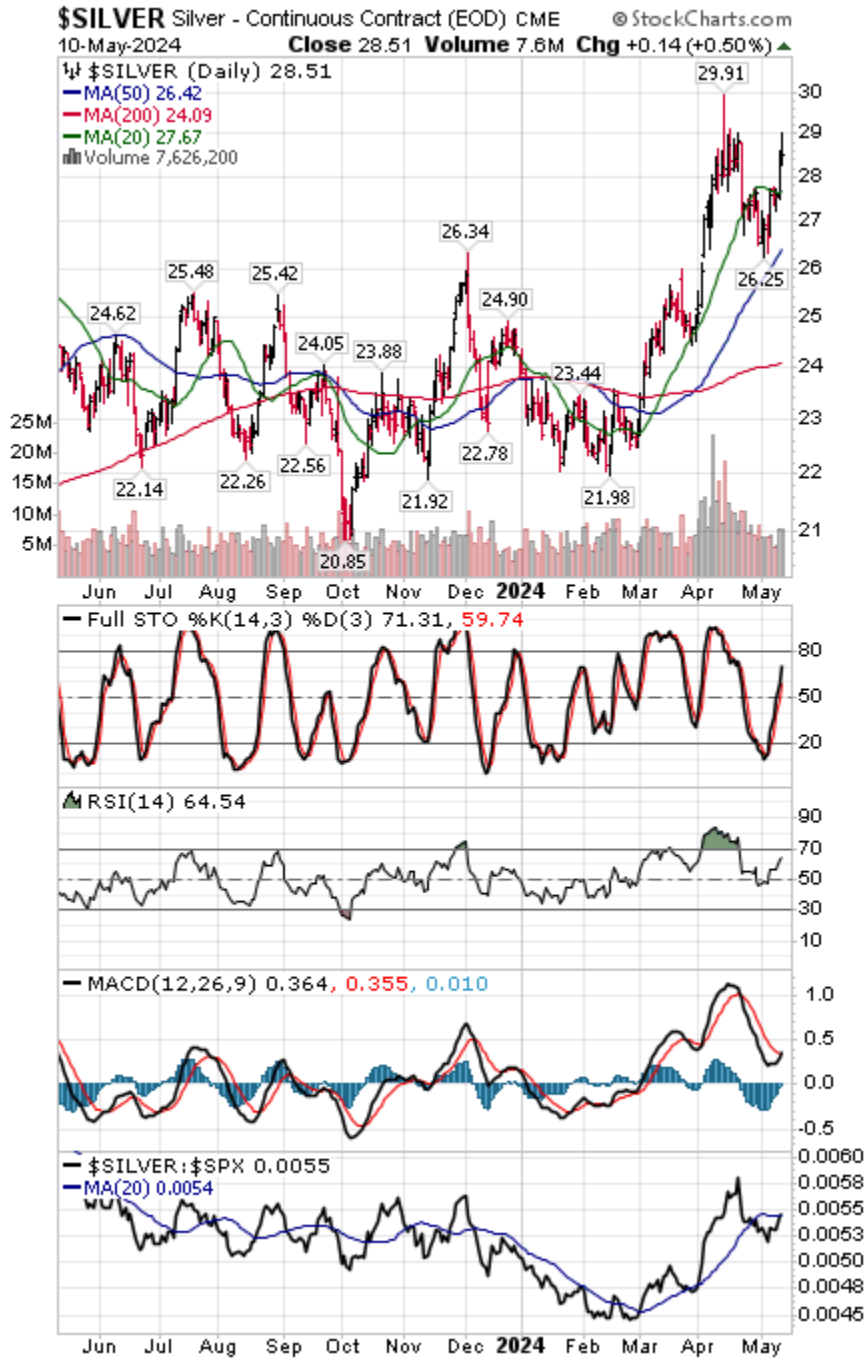 $SILVER Silver - Continuous Contract (EOD) CME © StockCharts.com
10-May-2024 Close 28.51 Volume 7.6M Chg +0.14 (+0.50%)
$SILVER (Daily) 28.51
MA(50) 26.42
MA(200) 24.09
MA(20) 27.67
Volume 7,626,200
29.91
30
29
28
27
26.34
26
26.25
25.48
25.42
24.90
25
24.62
24.05
23.88
23.44
24
25M
23
20M
22.56
22.78
22.14
22.26
21.92
21.98
22
15M
10M
21
5M
20.85
Jun Jul Aug Sep Oct Nov Dec 2024 Feb Mar Apr May
Full STO %K(14,3) %D(3) 71.31, 59.74
80
50
20
RSI(14) 64.54
90
70
50
30
10
MACD(12,26,9) 0.364, 0.355, 0.010
1.0
0.5
0.0
-0.5
$SILVER:$SPX 0.0055
MA(20) 0.0054
0.0060
0.0058
0.0055
0.0053
0.0050
0.0048
0.0045
Jun Jul Aug Sep Oct Nov Dec 2024 Feb Mar Apr May